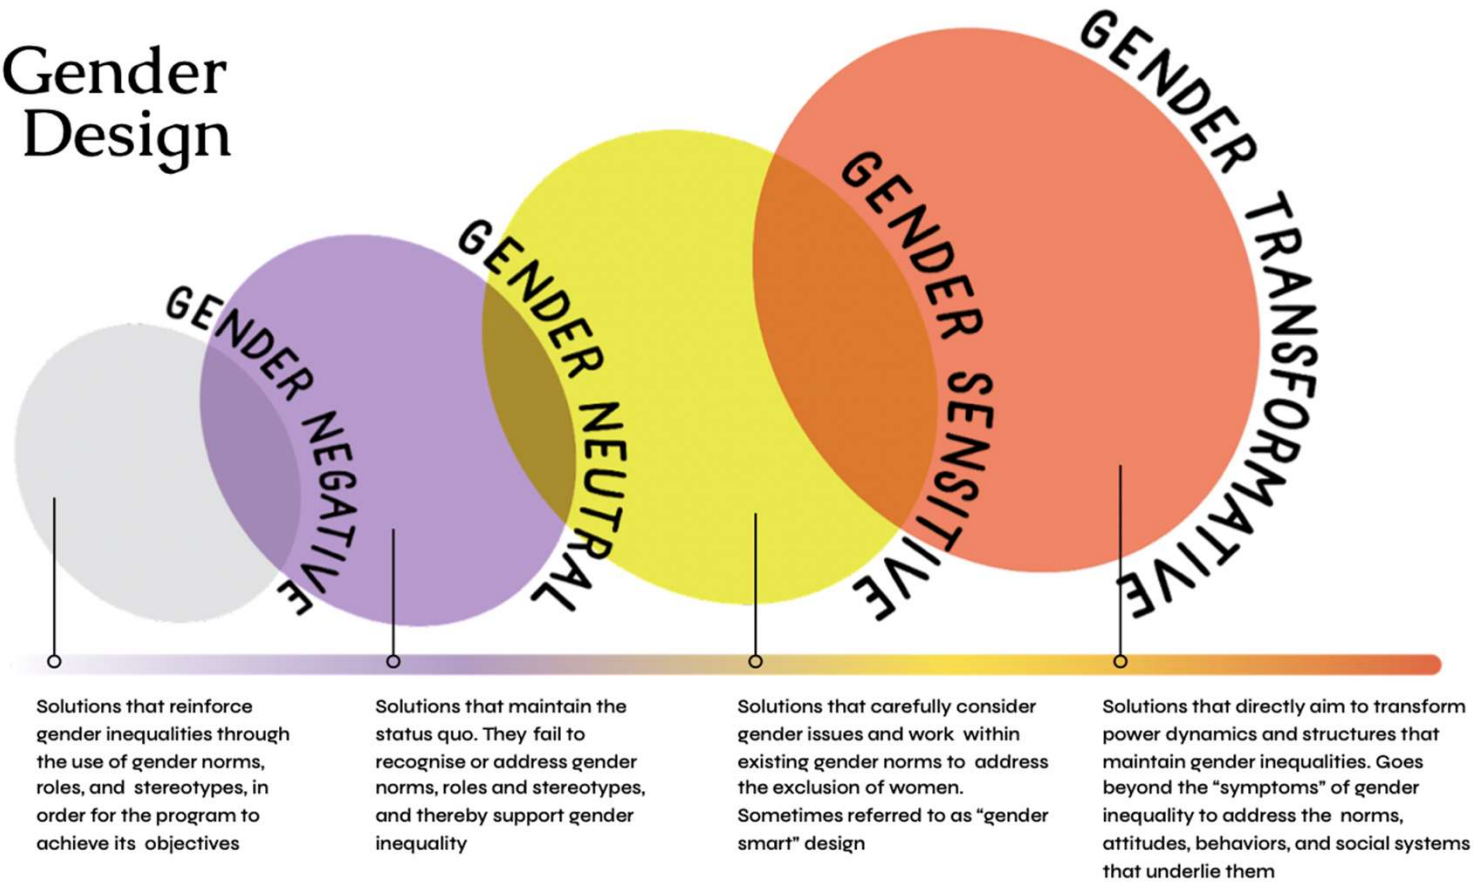 Gender
Design
GENDER NEGATIVE
GENDER NEUTRAL
GENDER SENSITIVE
GENDER TRANSFORMATIVE
Solutions that reinforce
gender inequalities through
the use of gender norms,
roles, and stereotypes, in
order for the program to
achieve its objectives
Solutions that maintain the
status quo. They fail to
recognise or address gender
norms, roles and stereotypes,
and thereby support gender
inequality
Solutions that carefully consider
gender issues and work within
existing gender norms to address
the exclusion of women.
Sometimes referred to as “gender
smart” design
Solutions that directly aim to transform
power dynamics and structures that
maintain gender inequalities. Goes
beyond the “symptoms” of gender
inequality to address the norms,
attitudes, behaviors, and social systems
that underlie them